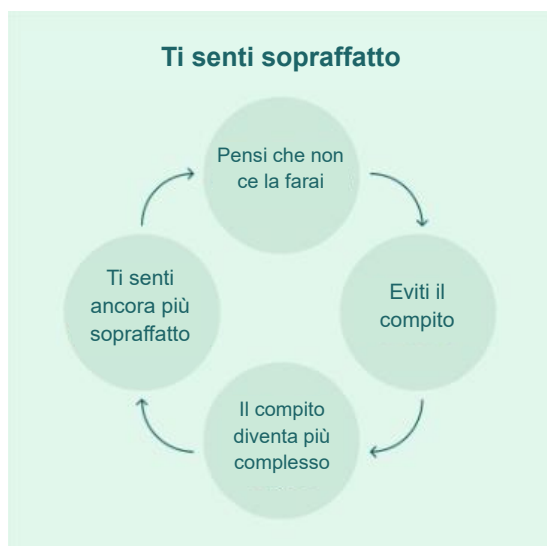 Ti senti sopraffatto
Pensi che non
ce la farai
Eviti il
compito
Il compito
diventa più
complesso
Ti senti
ancora più
sopraffatto